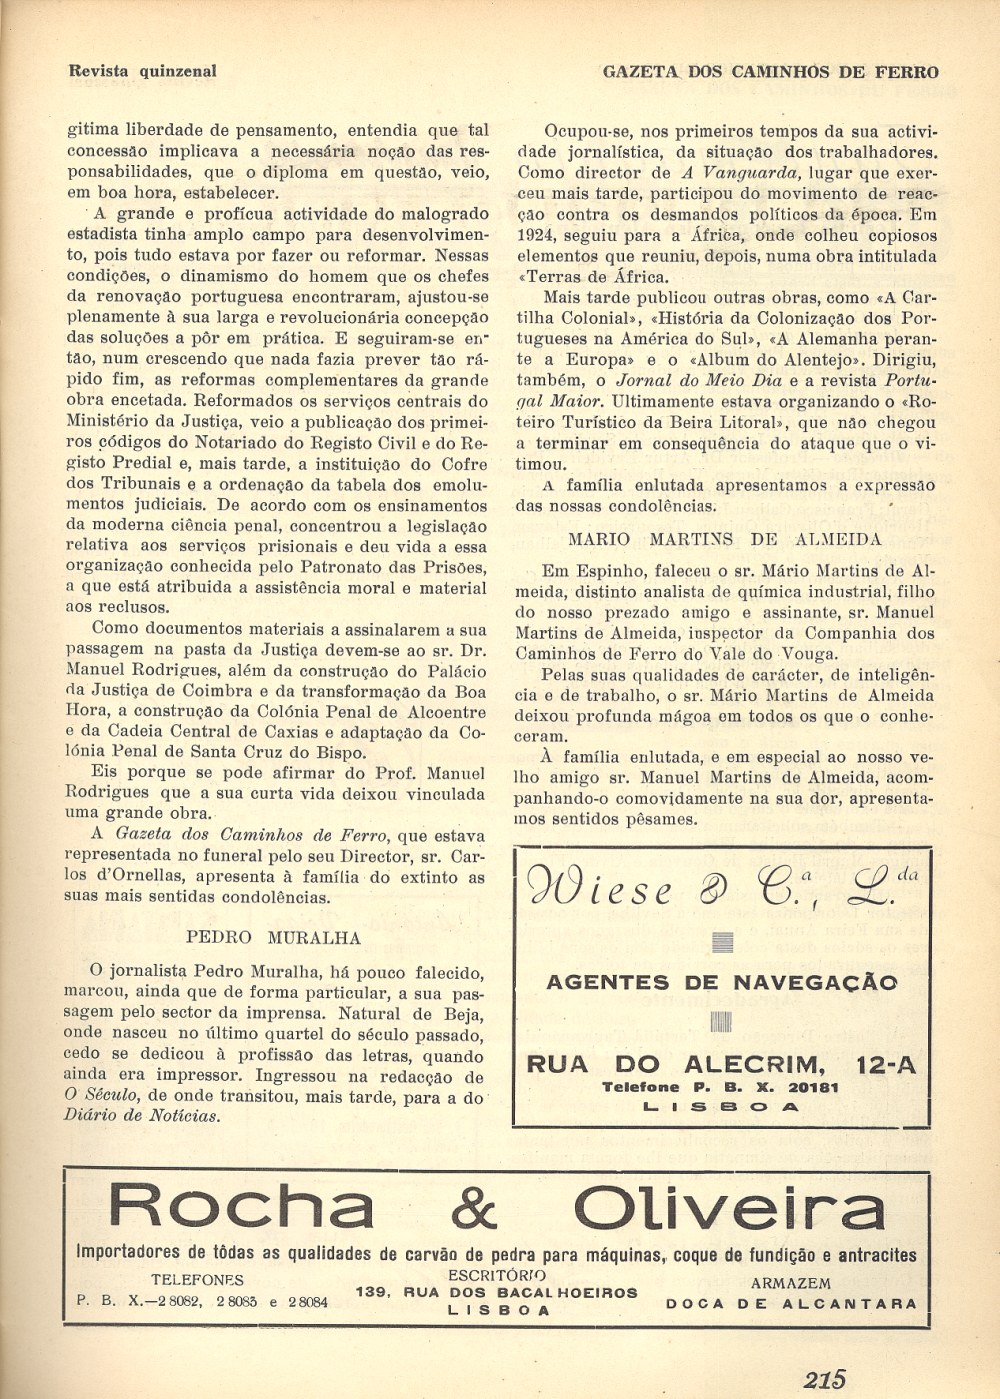 Revista quinzenal
GAZETA DOS CAMINHOS DE FERRO
gitima liberdade de pensamento, entendia que tal
concessão implicava a necessária noção das res-
ponsabilidades, que o diploma em questão, veio,
em boa hora, estabelecer.
A grande e profícua actividade do malogrado
estadista tinha amplo campo para desenvolvimen-
to, pois tudo estava por fazer ou reformar. Nessas
condições, o dinamismo do homem que os chefes
da renovação portuguesa encontraram, ajustou-se
plenamente à sua larga e revolucionária concepção
das soluções a pôr em prática. E seguiram-se en-
tão, num crescendo que nada fazia prever tão rá-
pido fim, as reformas complementares da grande
obra encetada. Reformados os serviços centrais do
Ministério da Justiça, veio a publicação dos primei-
ros códigos do Notariado do Registo Civil e do Re-
gisto Predial e, mais tarde, a instituição do Cofre
dos Tribunais e a ordenação da tabela dos emolu-
mentos judiciais. De acordo com os ensinamentos
da moderna ciência penal, concentrou a legislação
relativa aos serviços prisionais e deu vida a essa
organização conhecida pelo Patronato das Prisões,
a que está atribuida a assistência moral e material
aos reclusos.
Como documentos materiais a assinalarem a sua
passagem na pasta da Justiça devem-se ao sr. Dr.
Manuel Rodrigues, além da construção do Palácio
da Justiça de Coimbra e da transformação da Boa
Hora, a construção da Colónia Penal de Alcoentre
e da Cadeia Central de Caxias e adaptação da Co-
lónia Penal de Santa Cruz do Bispo.
Eis porque se pode afirmar do Prof. Manuel
Rodrigues que a sua curta vida deixou vinculada
uma grande obra.
A Gazeta dos Caminhos de Ferro, que estava
representada no funeral pelo seu Director, sr. Car-
los d'Ornellas, apresenta à família do extinto as
suas mais sentidas condolências.
PEDRO MURALHA
O jornalista Pedro Muralha, há pouco falecido,
marcou, ainda que de forma particular, a sua pas-
sagem pelo sector da imprensa. Natural de Beja,
onde nasceu no último quartel do século passado,
cedo se dedicou à profissão das letras, quando
ainda era impressor. Ingressou na redacção de
O Século, de onde transitou, mais tarde, para a do
Diário de Notícias.
Ocupou-se, nos primeiros tempos da sua activi-
dade jornalística, da situação dos trabalhadores.
Como director de A Vanguarda, lugar que exer-
ceu mais tarde, participou do movimento de reac-
ção contra os desmandos políticos da época. Em
1924, seguiu para a África, onde colheu copiosos
elementos que reuniu, depois, numa obra intitulada
«Terras de África.
Mais tarde publicou outras obras, como «A Car-
tilha Colonial», «História da Colonização dos Por-
tugueses na América do Sul», «A Alemanha peran-
te a Europa» e o «Album do Alentejo». Dirigiu,
também, o Jornal do Meio Dia e a revista Portu-
gal Maior. Ultimamente estava organizando o «Ro-
teiro Turístico da Beira Litoral», que não chegou
a terminar em consequência do ataque que o vi-
timou.
A família enlutada apresentamos a expressão
das nossas condolências.
MARIO MARTINS DE ALMEIDA
Em Espinho, faleceu o sr. Mário Martins de Al-
meida, distinto analista de química industrial, filho
do nosso prezado amigo e assinante, sr. Manuel
Martins de Almeida, inspector da Companhia dos
Caminhos de Ferro do Vale do Vouga.
Pelas suas qualidades de carácter, de inteligên-
cia e de trabalho, o sr. Mário Martins de Almeida
deixou profunda mágoa em todos os que o conhe-
ceram.
À família enlutada, e em especial ao nosso ve-
lho amigo sr. Manuel Martins de Almeida, acom-
panhando-o comovidamente na sua dor, apresenta-
mos sentidos pêsames.
Wiese & C.ª, L.da
AGENTES DE NAVEGAÇÃO
RUA DO ALECRIM, 12-A
Telefone P. B. X. 20181
LISBOA
Rocha & Oliveira
Importadores de tôdas as qualidades de carvão de pedra para máquinas, coque de fundição e antracites
TELEFONES
P. B. X.—28082, 28083 e 28084
ESCRITÓRIO
139, RUA DOS BACALHOEIROS
LISBOA
ARMAZEM
DOCA DE ALCANTARA
215